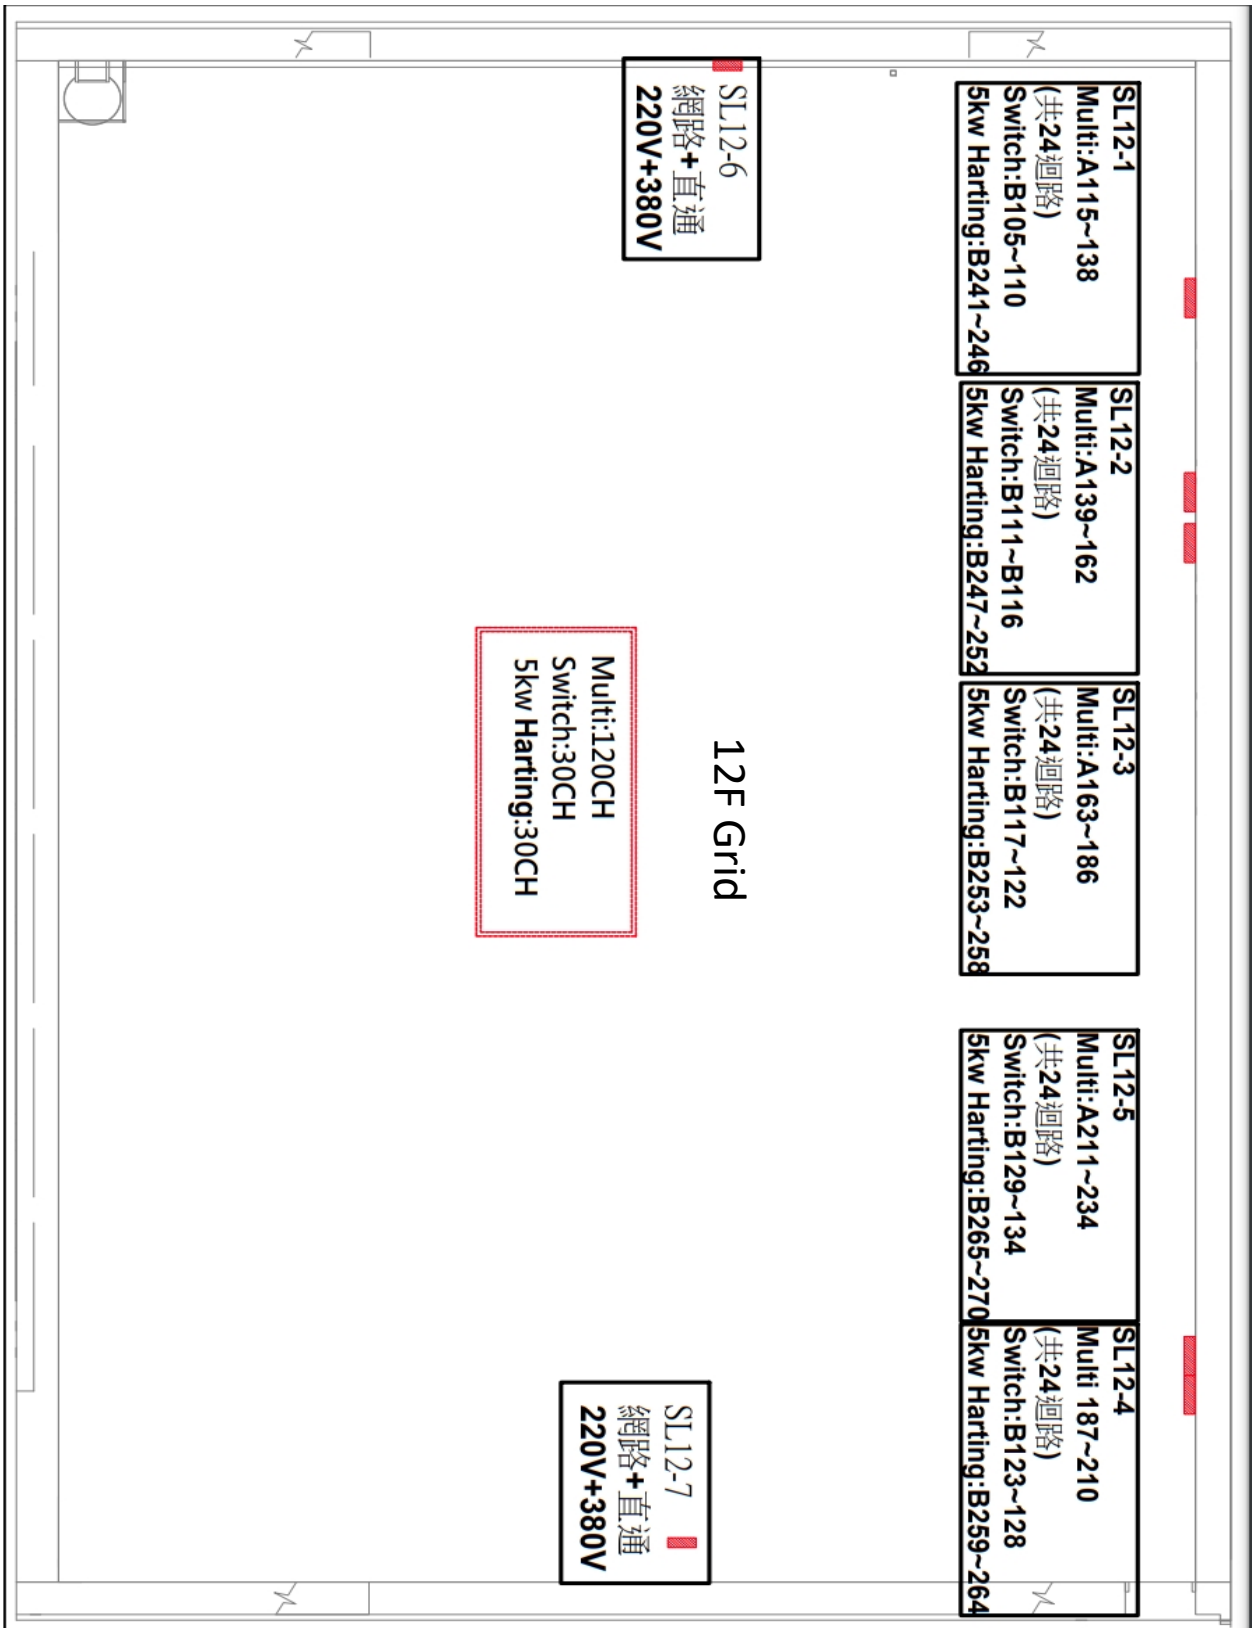 SL12-1
Multi:A115~138
(共24迴路)
Switch:B105~110
5kw Harting:B241~246
SL12-2
Multi:A139~162
(共24迴路)
Switch:B111~B116
5kw Harting:B247~252
SL12-3
Multi:A163~186
(共24迴路)
Switch:B117~122
5kw Harting:B253~258
SL12-5
Multi:A211~234
(共24迴路)
Switch:B129~134
5kw Harting:B265~270
SL12-4
Multi 187~210
(共24迴路)
Switch:B123~128
5kw Harting:B259~264
SL12-6
網路+直通
220V+380V
12F Grid
Multi:120CH
Switch:30CH
5kw Harting:30CH
SL12-7
網路+直通
220V+380V